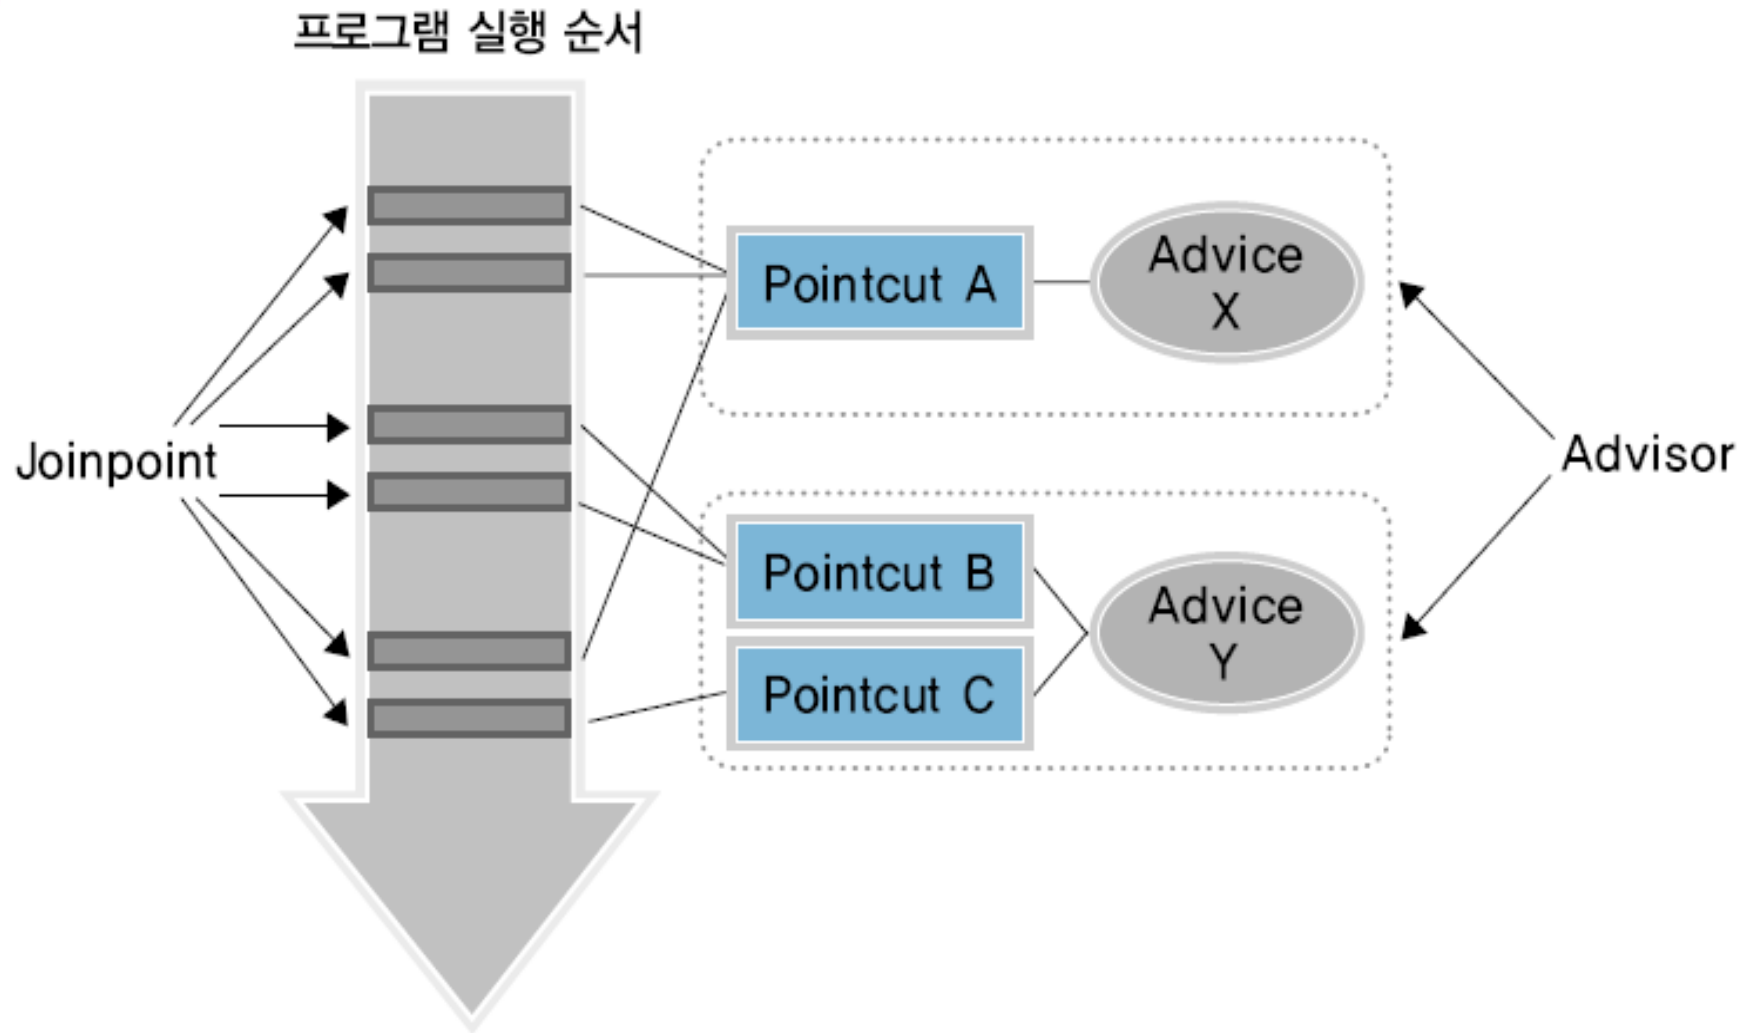 프로그램 실행 순서
Joinpoint
Pointcut A
Advice
X
Pointcut B
Pointcut C
Advice
Y
Advisor